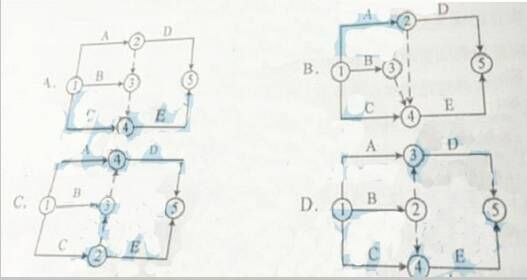 A. A D
① B ② ③ ⑤
C ④ E
B. A ② D
① B ③ ⑤
C ④ E
C. A ④ D
① B ③ ⑤
C ② E
D. A ③ D
① B ② ⑤
C ④ E